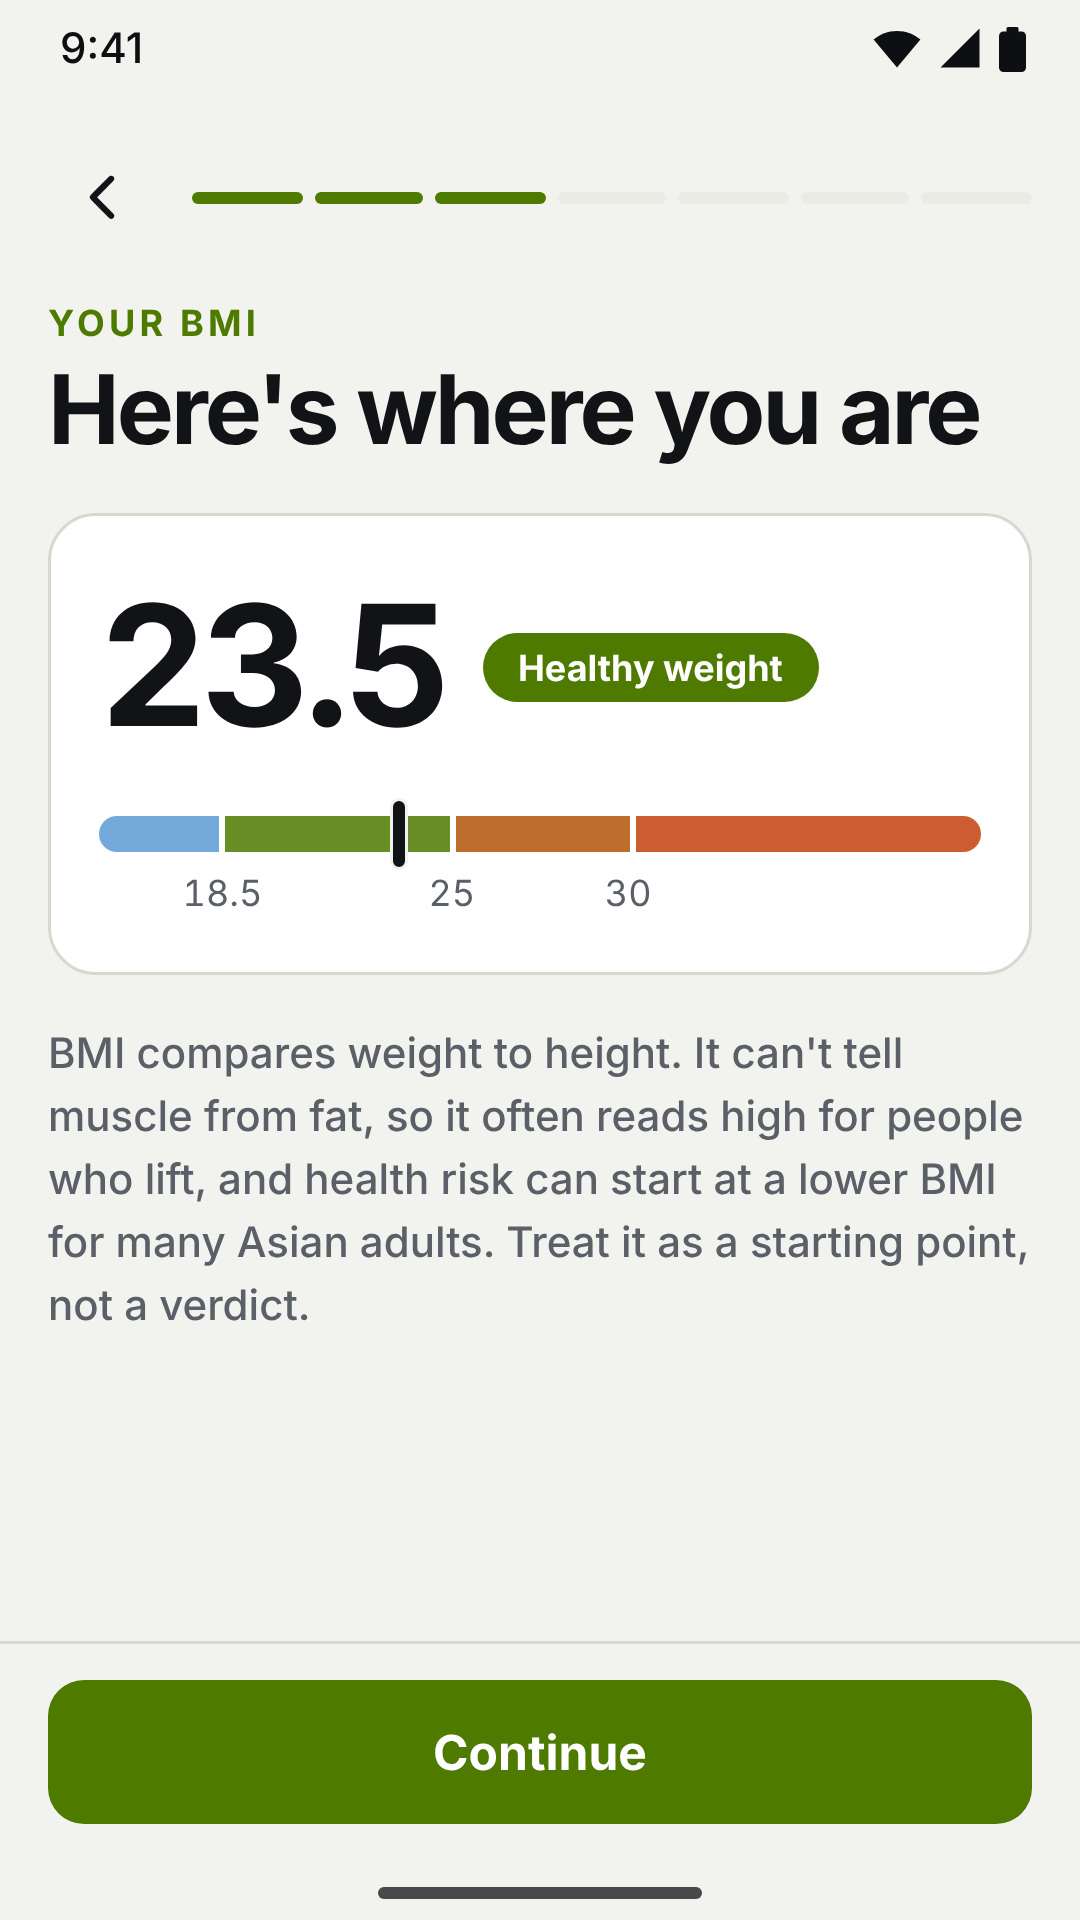 9:41
YOUR BMI
Here's where you are
23.5
Healthy weight
18.5 25 30
BMI compares weight to height. It can't tell
muscle from fat, so it often reads high for people
who lift, and health risk can start at a lower BMI
for many Asian adults. Treat it as a starting point,
not a verdict.
Continue